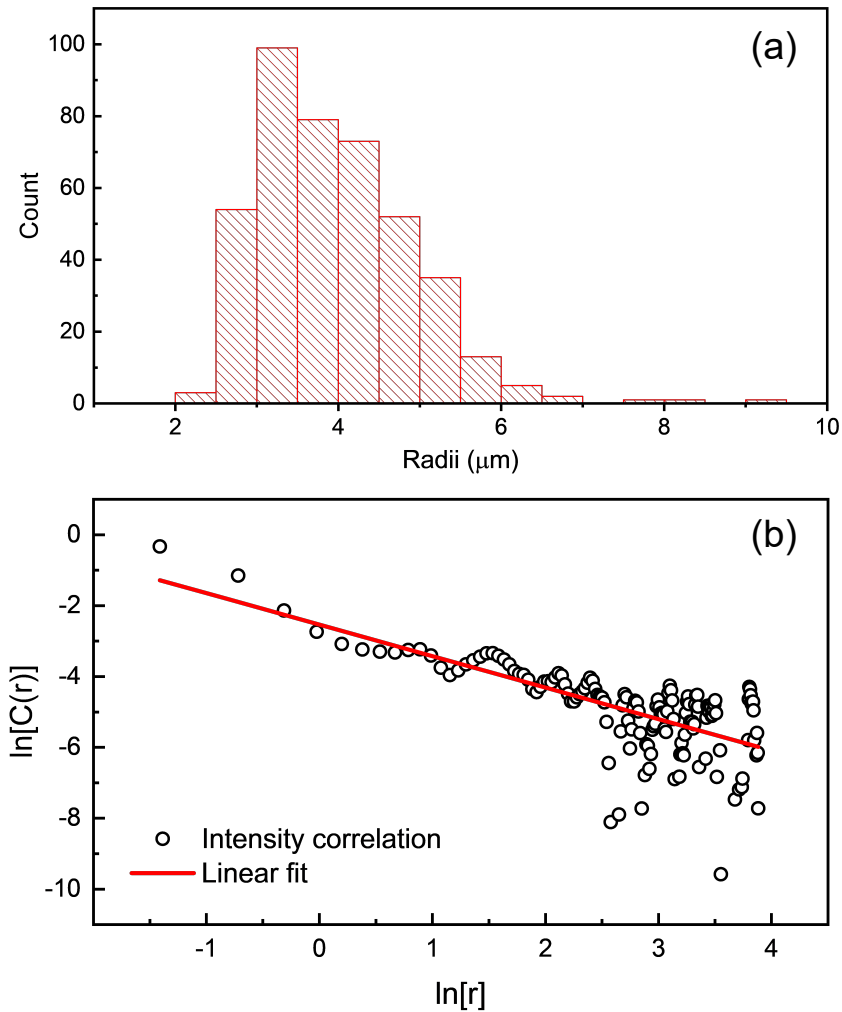 (a)
100
80
60
40
20
0
Count
2 4 6 8 10
Radii (μm)
(b)
0
-2
-4
-6
-8
-10
ln[C(r)]
Intensity correlation
Linear fit
-1 0 1 2 3 4
ln[r]